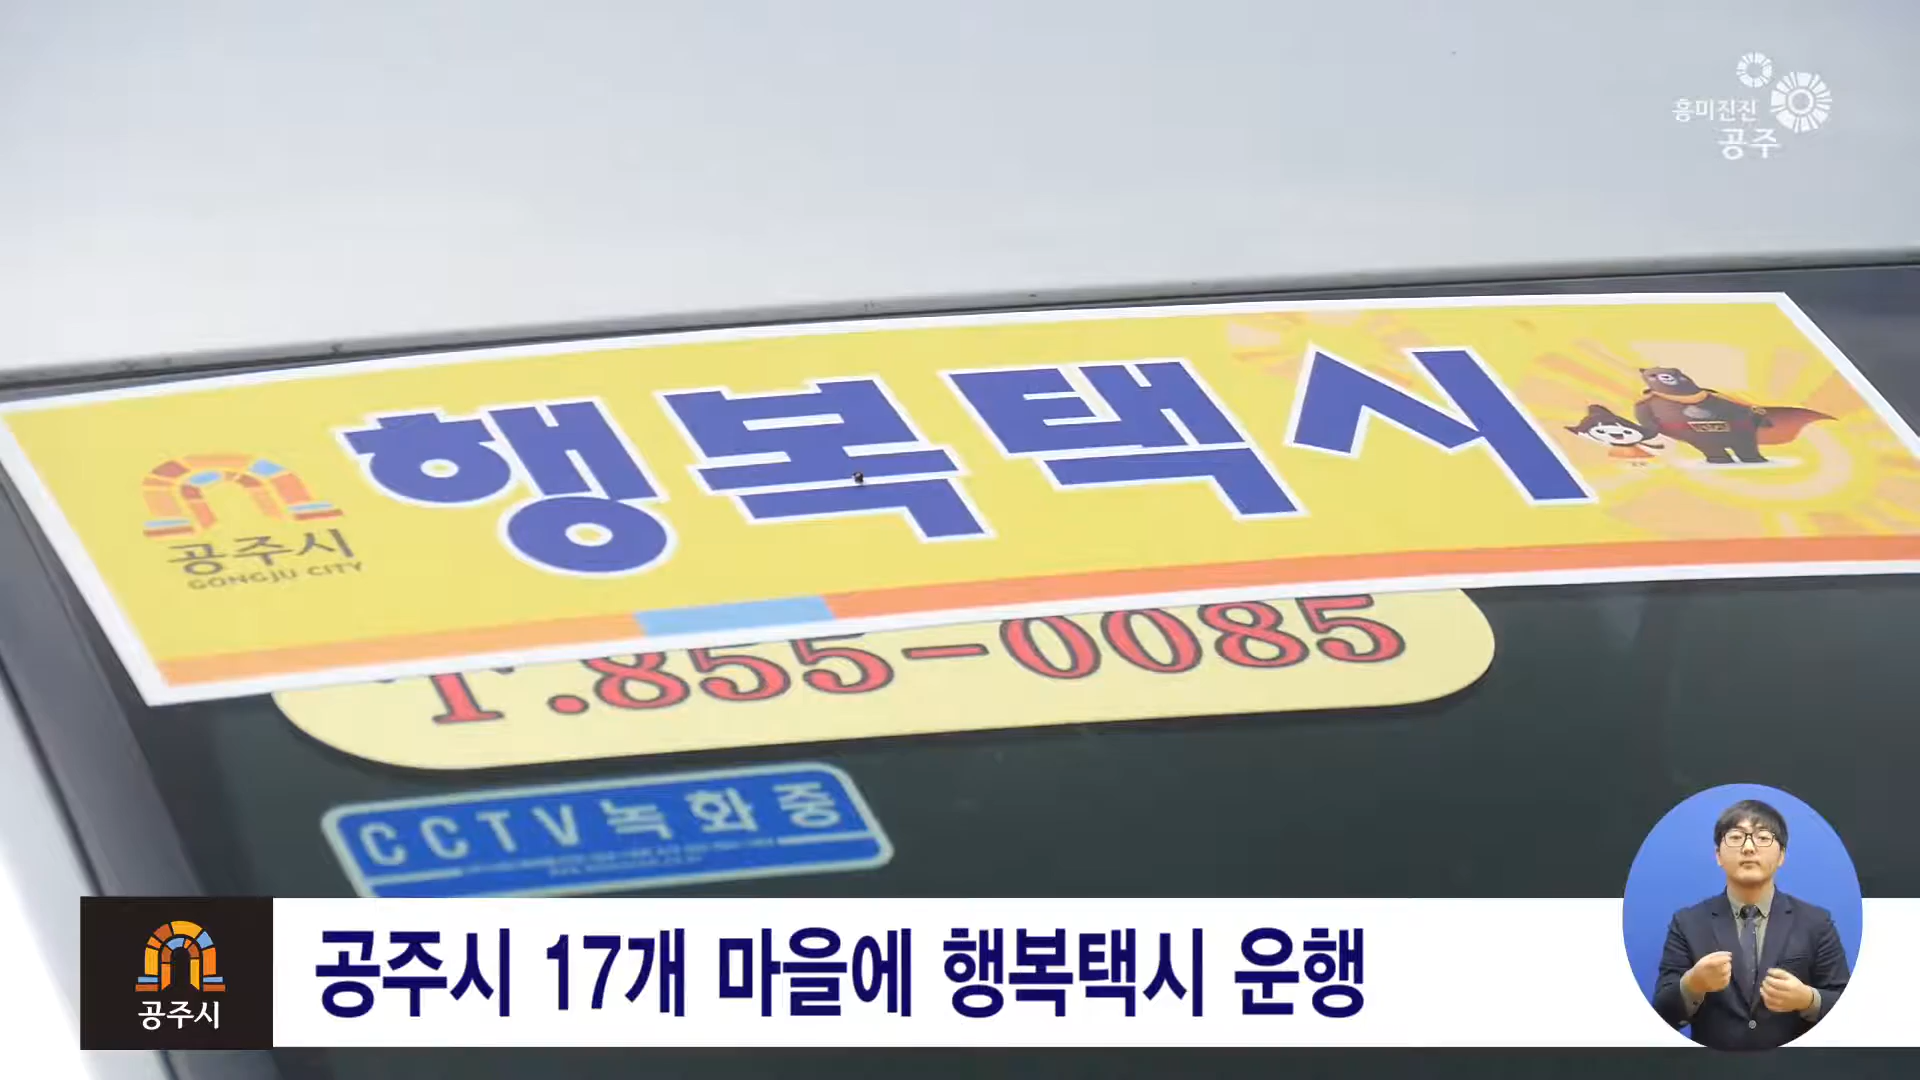 흥미진진
공주
행복택시
공주시
GONGJU CITY
T.855-0085
CCTV녹화중
공주시
공주시 17개 마을에 행복택시 운행